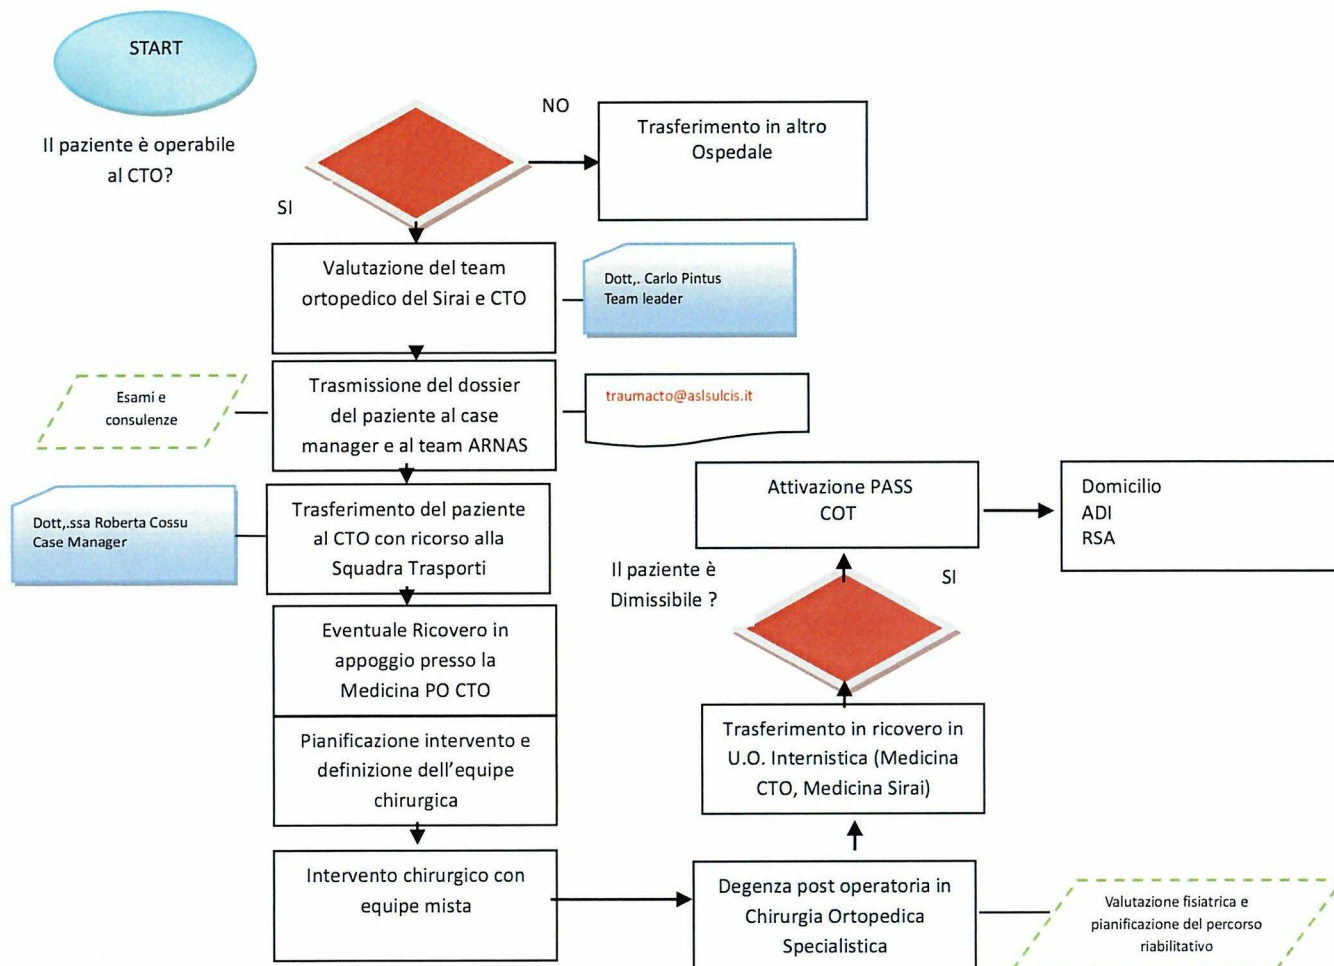 START
Il paziente è operabile
al CTO?
NO
SI
Trasferimento in altro
Ospedale
Valutazione del team
ortopedico del Sirai e CTO
Dott,. Carlo Pintus
Team leader
Esami e
consulenze
Trasmissione del dossier
del paziente al case
manager e al team ARNAS
traumacto@aslsulcis.it
Dott,.ssa Roberta Cossu
Case Manager
Trasferimento del paziente
al CTO con ricorso alla
Squadra Trasporti
Eventuale Ricovero in
appoggio presso la
Medicina PO CTO
Pianificazione intervento e
definizione dell'equipe
chirurgica
Intervento chirurgico con
equipe mista
Degenza post operatoria in
Chirurgia Ortopedica
Specialistica
Valutazione fisiatrica e
pianificazione del percorso
riabilitativo
Trasferimento in ricovero in
U.O. Internistica (Medicina
CTO, Medicina Sirai)
Il paziente è
Dimissibile ?
SI
Attivazione PASS
COT
Domicilio
ADI
RSA